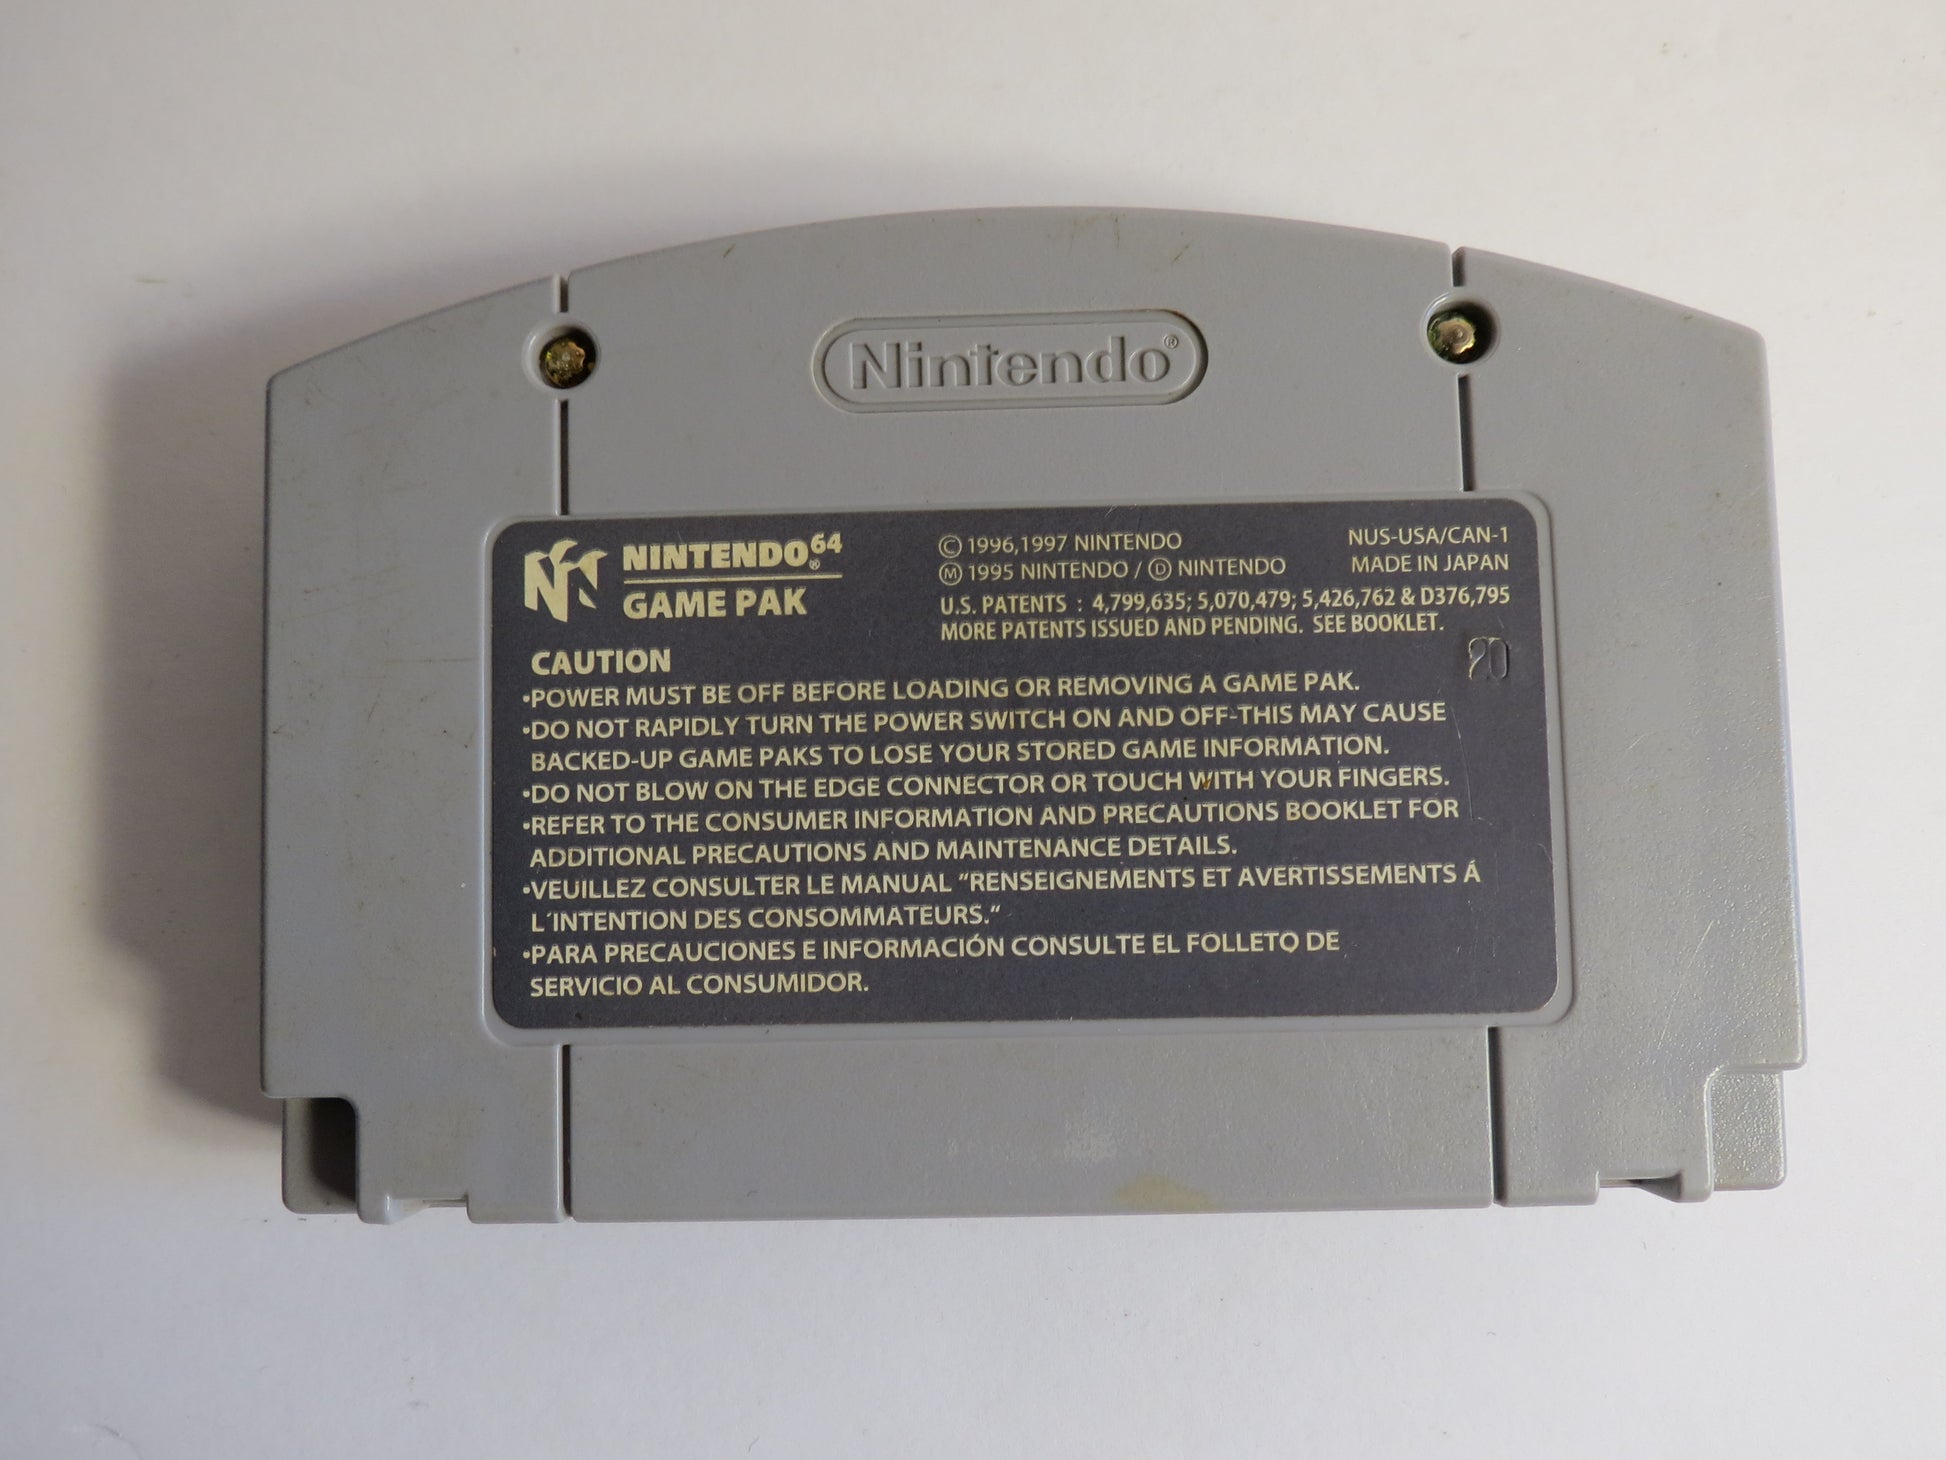 Nintendo®
NINTENDO64®
GAME PAK
© 1996,1997 NINTENDO
Ⓜ 1995 NINTENDO / Ⓓ NINTENDO
NUS-USA/CAN-1
MADE IN JAPAN
U.S. PATENTS : 4,799,635; 5,070,479; 5,426,762 & D376,795
MORE PATENTS ISSUED AND PENDING. SEE BOOKLET.
20
CAUTION
•POWER MUST BE OFF BEFORE LOADING OR REMOVING A GAME PAK.
•DO NOT RAPIDLY TURN THE POWER SWITCH ON AND OFF-THIS MAY CAUSE
BACKED-UP GAME PAKS TO LOSE YOUR STORED GAME INFORMATION.
•DO NOT BLOW ON THE EDGE CONNECTOR OR TOUCH WITH YOUR FINGERS.
•REFER TO THE CONSUMER INFORMATION AND PRECAUTIONS BOOKLET FOR
ADDITIONAL PRECAUTIONS AND MAINTENANCE DETAILS.
•VEUILLEZ CONSULTER LE MANUAL "RENSEIGNEMENTS ET AVERTISSEMENTS Á
L´INTENTION DES CONSOMMATEURS."
•PARA PRECAUCIONES E INFORMACIÓN CONSULTE EL FOLLETO DE
SERVICIO AL CONSUMIDOR.